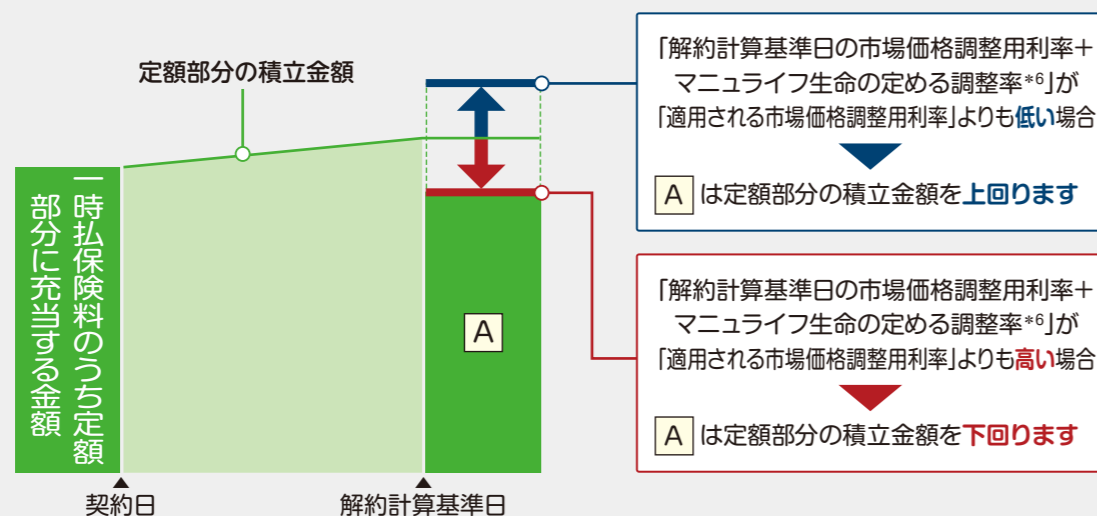 定額部分の積立金額
一時払保険料のうち定額
部分に充当する金額
A
契約日
解約計算基準日
「解約計算基準日の市場価格調整用利率＋
マニュライフ生命の定める調整率*6」が
「適用される市場価格調整用利率」よりも低い場合
A は定額部分の積立金額を上回ります
「解約計算基準日の市場価格調整用利率＋
マニュライフ生命の定める調整率*6」が
「適用される市場価格調整用利率」よりも高い場合
A は定額部分の積立金額を下回ります